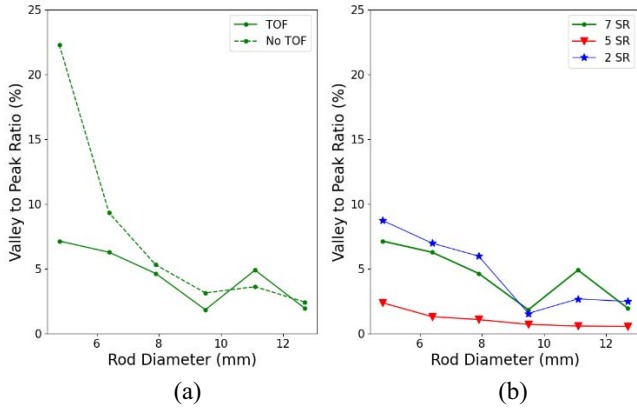 25
20
15
10
5
0
Valley to Peak Ratio (%)
TOF
No TOF
6
8
10
12
Rod Diameter (mm)
(a)
25
20
15
10
5
0
Valley to Peak Ratio (%)
7 SR
5 SR
2 SR
6
8
10
12
Rod Diameter (mm)
(b)